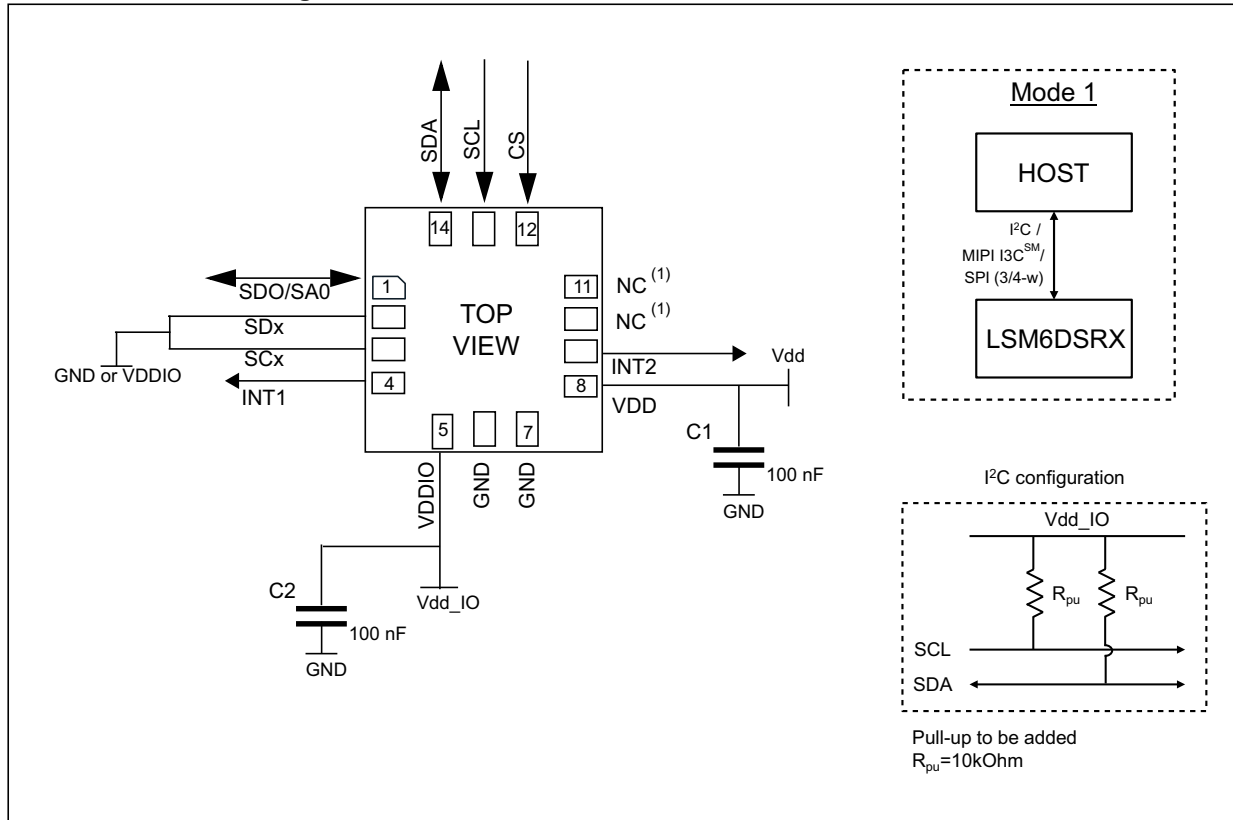 SDA
SCL
CS
14
12
1
SDO/SA0
SDx
SCx
GND or VDDIO
4
INT1
TOP
VIEW
11
NC (1)
NC (1)
INT2
8
VDD
Vdd
5
7
VDDIO
GND
GND
C1
100 nF
GND
C2
100 nF
GND
Vdd_IO
Mode 1
HOST
I²C /
MIPI I3C^SM/
SPI (3/4-w)
LSM6DSRX
I²C configuration
Vdd_IO
Rpu
Rpu
SCL
SDA
Pull-up to be added
Rpu=10kOhm